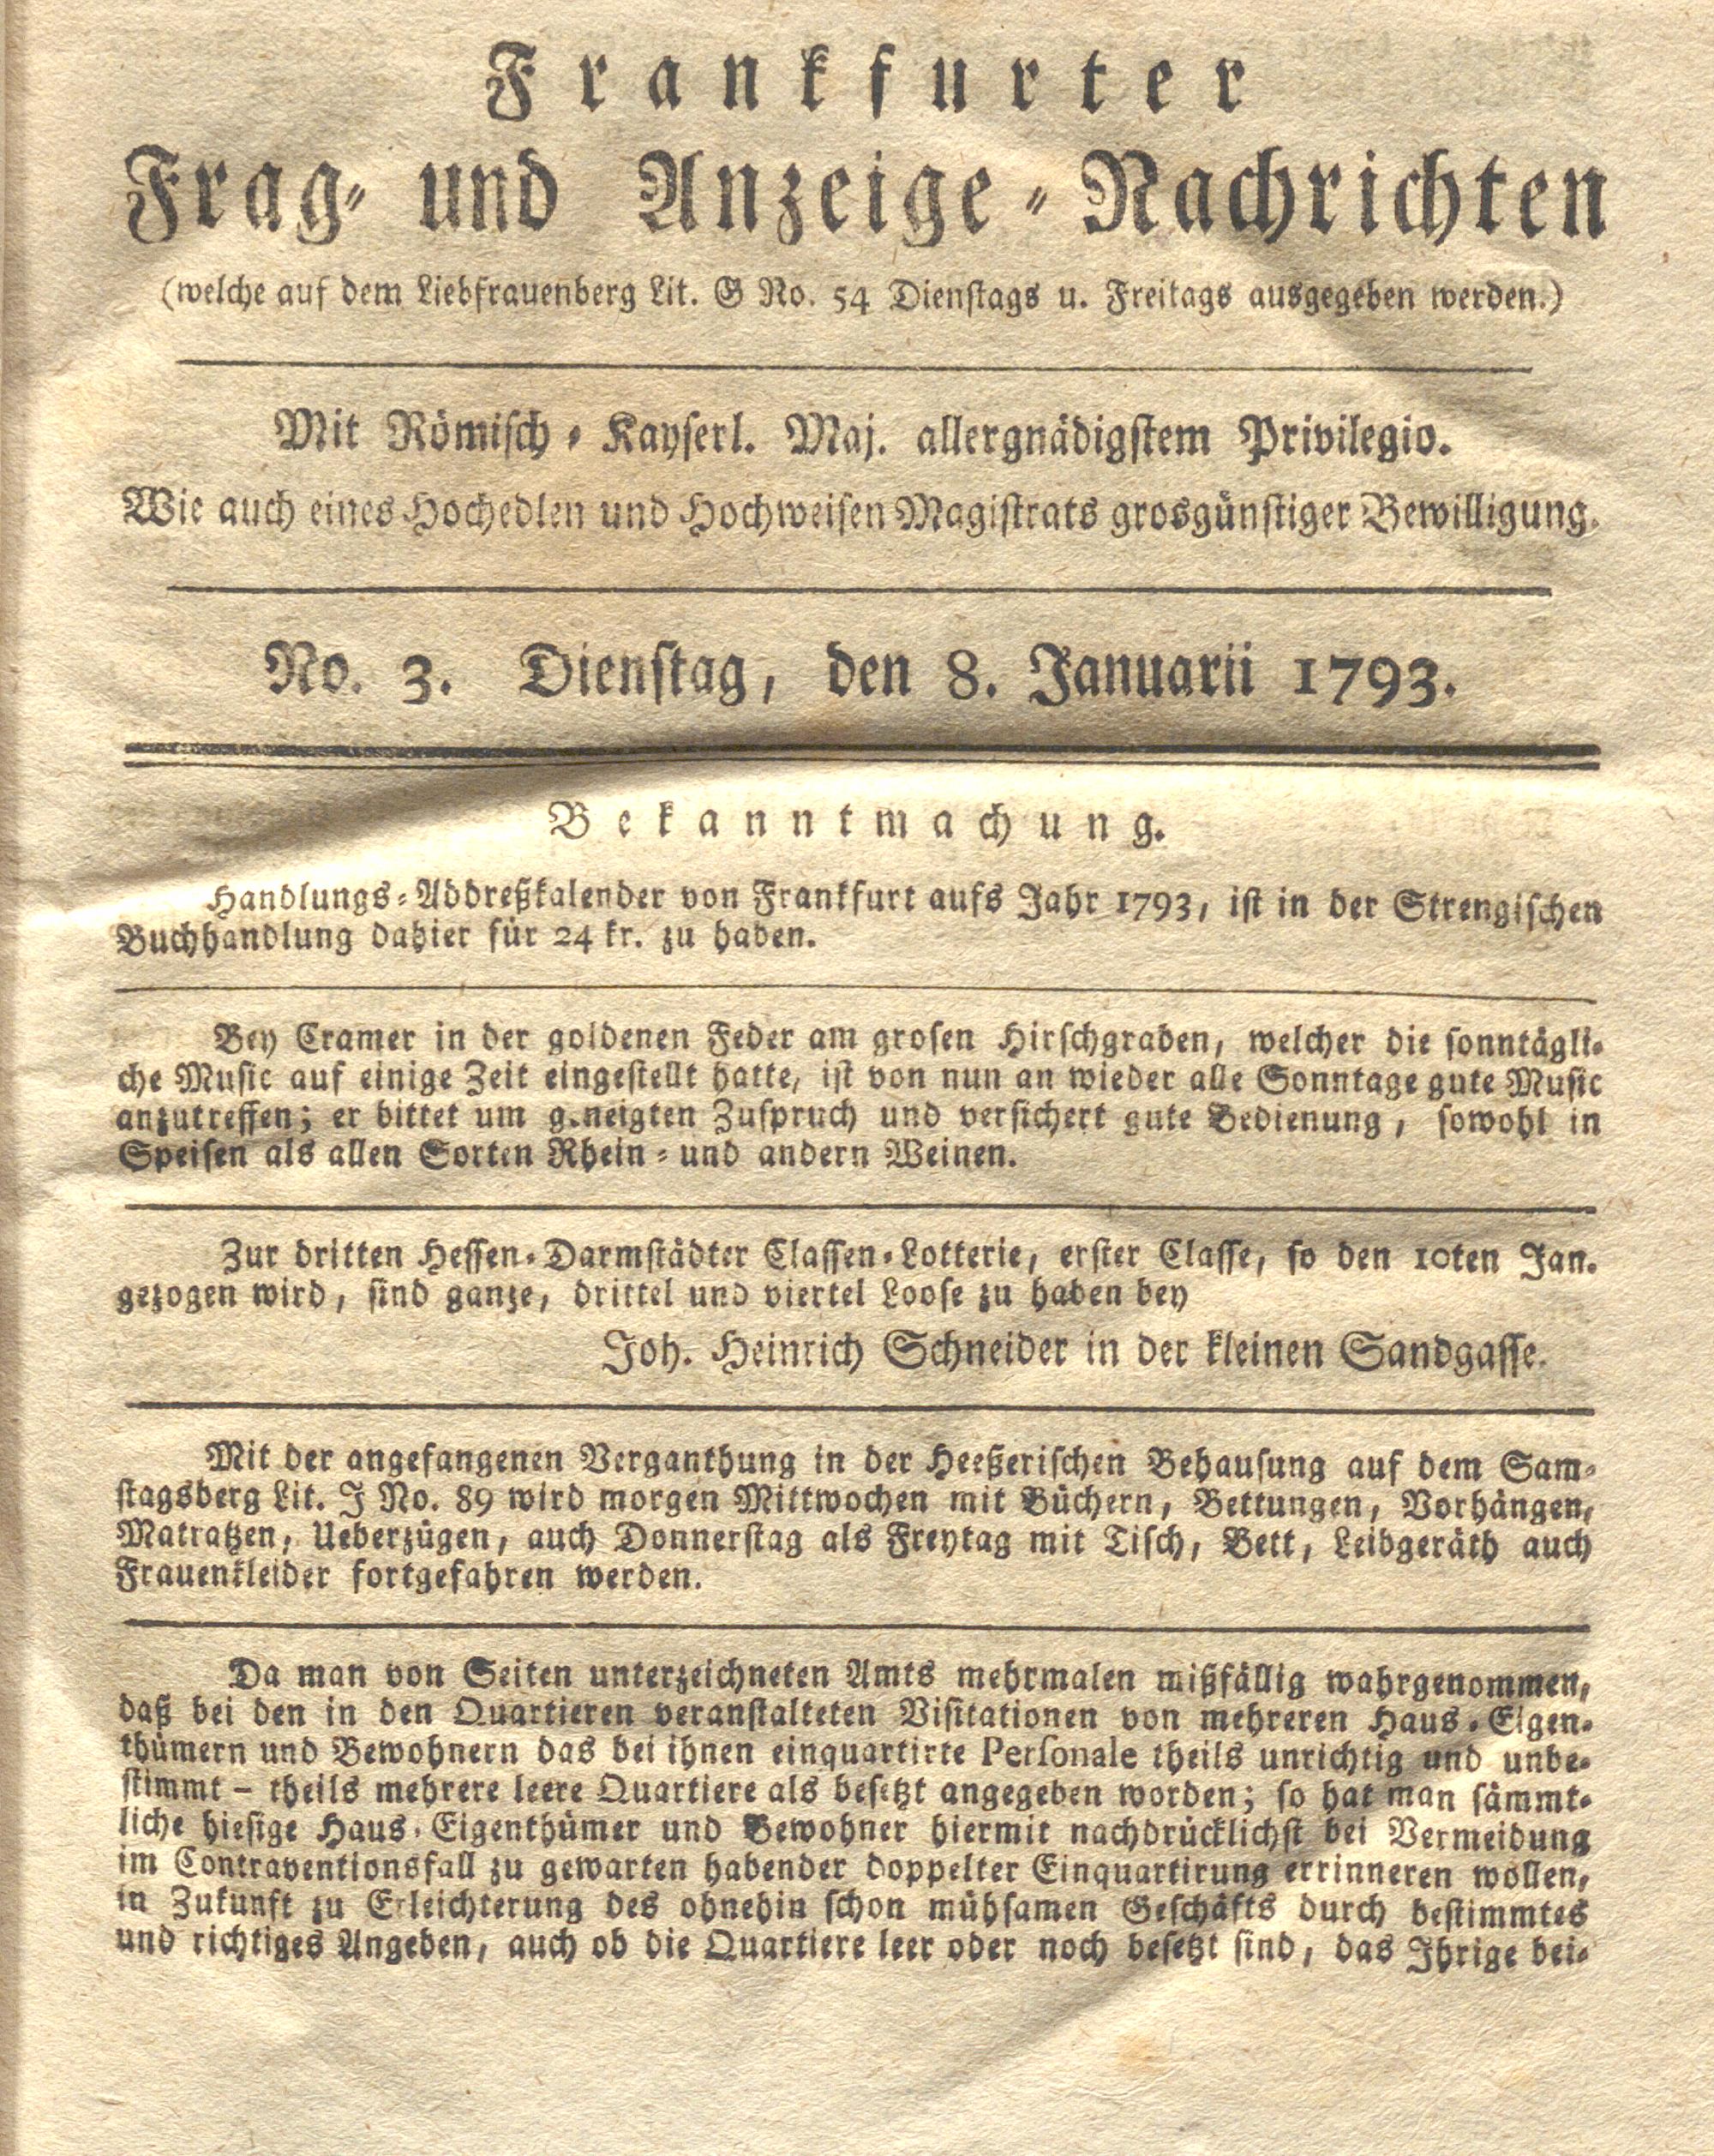 Frankfurter
Frag- und Anzeige-Nachrichten
(welche auf dem Liebfrauenberg Lit. G No. 54 Dienstags u. Freitags ausgegeben werden.)
Mit Römisch-Kayserl. Maj. allergnädigstem Privilegio.
Wie auch eines Hochedlen und Hochweisen Magistrats grosgünstiger Bewilligung.
No. 3. Dienstag, den 8. Januarii 1793.
Bekanntmachung.
Handlungs-Addreßkalender von Frankfurt aufs Jahr 1793, ist in der Strengischen
Buchhandlung dahier für 24 kr. zu haben.
Bey Cramer in der goldenen Feder am grosen Hirschgraben, welcher die sonntägli-
che Music auf einige Zeit eingestellt hatte, ist von nun an wieder alle Sonntage gute Music
anzutreffen; er bittet um geneigten Zuspruch und versichert gute Bedienung, sowohl in
Speisen als allen Sorten Rhein- und andern Weinen.
Zur dritten Hessen-Darmstädter Classen-Lotterie, erster Classe, so den 10ten Jan.
gezogen wird, sind ganze, drittel und viertel Loose zu haben bey
Joh. Heinrich Schneider in der kleinen Sandgasse.
Mit der angefangenen Verganthung in der Heeßerischen Behausung auf dem Sam-
stagsberg Lit. J No. 89 wird morgen Mittwochen mit Büchern, Bettungen, Vorhängen,
Matratzen, Ueberzügen, auch Donnerstag als Freytag mit Tisch, Bett, Leibgeräth auch
Frauenkleider fortgefahren werden.
Da man von Seiten unterzeichneten Amts mehrmalen mißfällig wahrgenommen,
daß bei den in den Quartieren veranstalteten Visitationen von mehreren Haus-Eigen-
thümern und Bewohnern das bei ihnen einquartirte Personale theils unrichtig und unbe-
stimmt – theils mehrere leere Quartiere als besetzt angegeben worden; so hat man sämmt-
liche hiesige Haus-Eigenthümer und Bewohner hiermit nachdrücklichst bei Vermeidung
im Contraventionsfall zu gewarten habender doppelter Einquartirung errinneren wollen,
in Zukunft zu Erleichterung des ohnehin schon mühsamen Geschäfts durch bestimmtes
und richtiges Angeben, auch ob die Quartiere leer oder noch besetzt sind, das Ihrige bei-